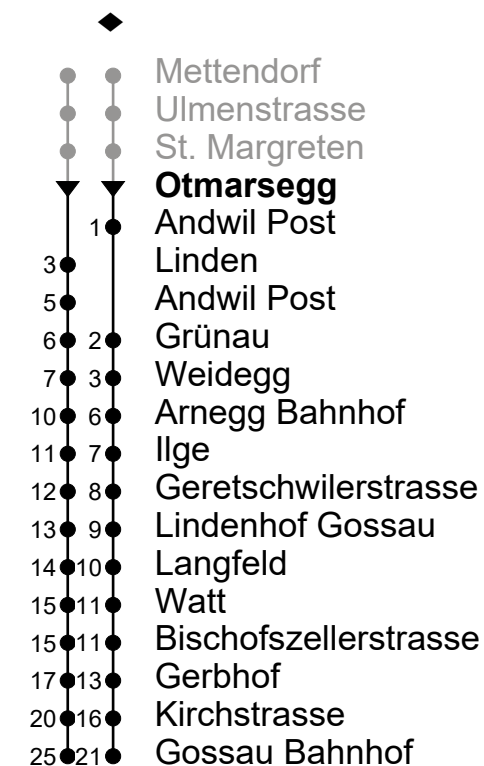 Mettendorf
Ulmenstrasse
St. Margreten
Otmarsegg
1 Andwil Post
3 Linden
5 Andwil Post
6 2 Grünau
7 3 Weidegg
10 6 Arnegg Bahnhof
11 7 Ilge
12 8 Geretschwilerstrasse
13 9 Lindenhof Gossau
14 10 Langfeld
15 11 Watt
15 11 Bischofszellerstrasse
17 13 Gerbhof
20 16 Kirchstrasse
25 21 Gossau Bahnhof